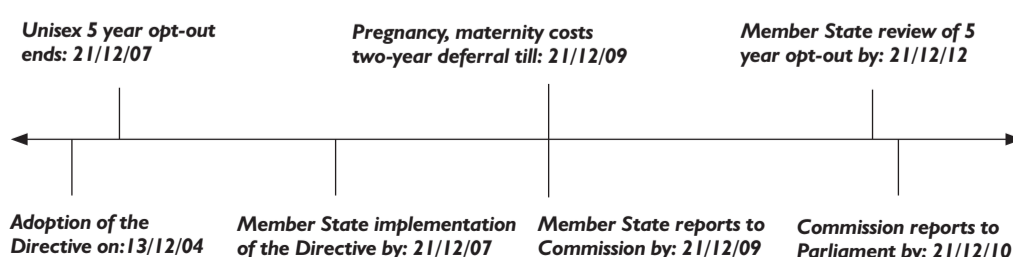 Unisex 5 year opt-out
ends: 21/12/07
Pregnancy, maternity costs
two-year deferral till: 21/12/09
Member State review of 5
year opt-out by: 21/12/12
Adoption of the
Directive on:13/12/04
Member State implementation
of the Directive by: 21/12/07
Member State reports to
Commission by: 21/12/09
Commission reports to
Parliament by: 21/12/10